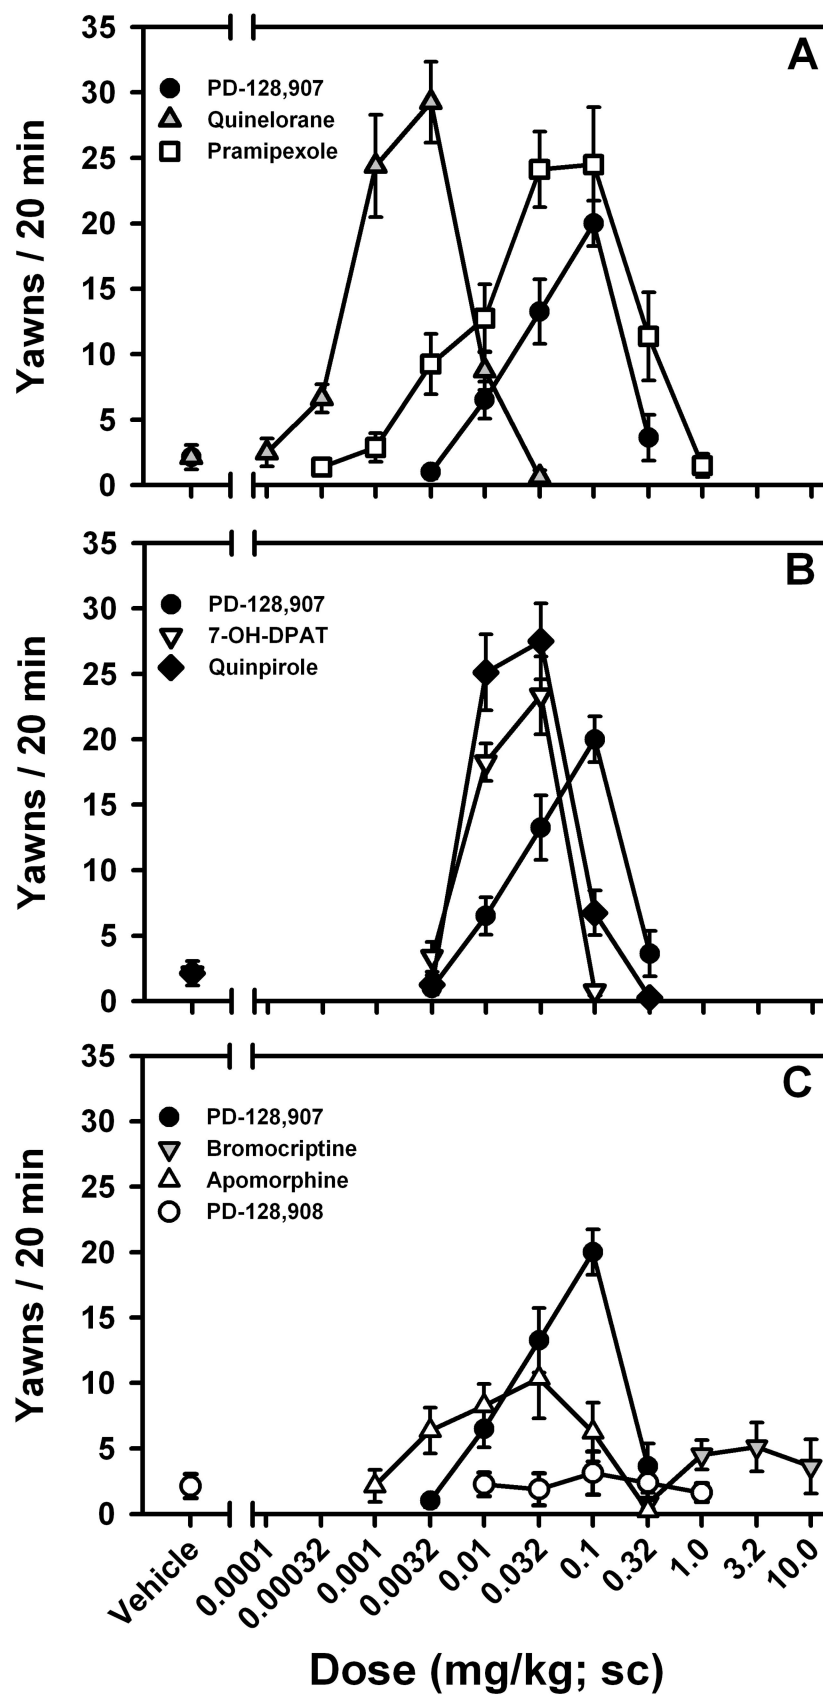 A
35
30
25
20
15
10
5
0
Yawns / 20 min
PD-128,907
Quinelorane
Pramipexole
B
35
30
25
20
15
10
5
0
Yawns / 20 min
PD-128,907
7-OH-DPAT
Quinpirole
C
35
30
25
20
15
10
5
0
Yawns / 20 min
PD-128,907
Bromocriptine
Apomorphine
PD-128,908
Vehicle
0.0001
0.00032
0.001
0.0032
0.01
0.032
0.1
0.32
1.0
3.2
10.0
Dose (mg/kg; sc)